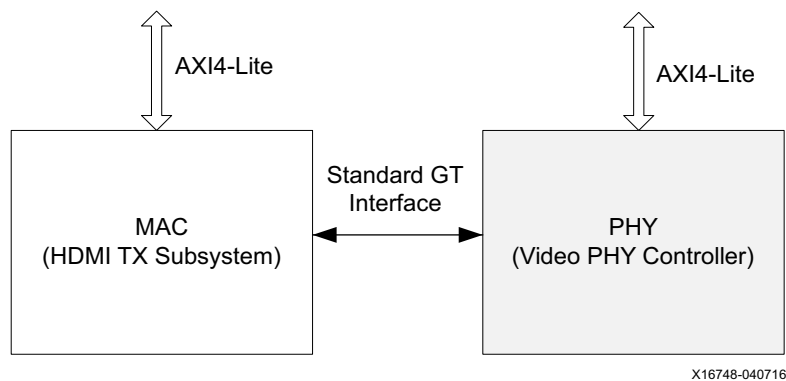 AXI4-Lite
AXI4-Lite
Standard GT
Interface
MAC
(HDMI TX Subsystem)
PHY
(Video PHY Controller)
X16748-040716